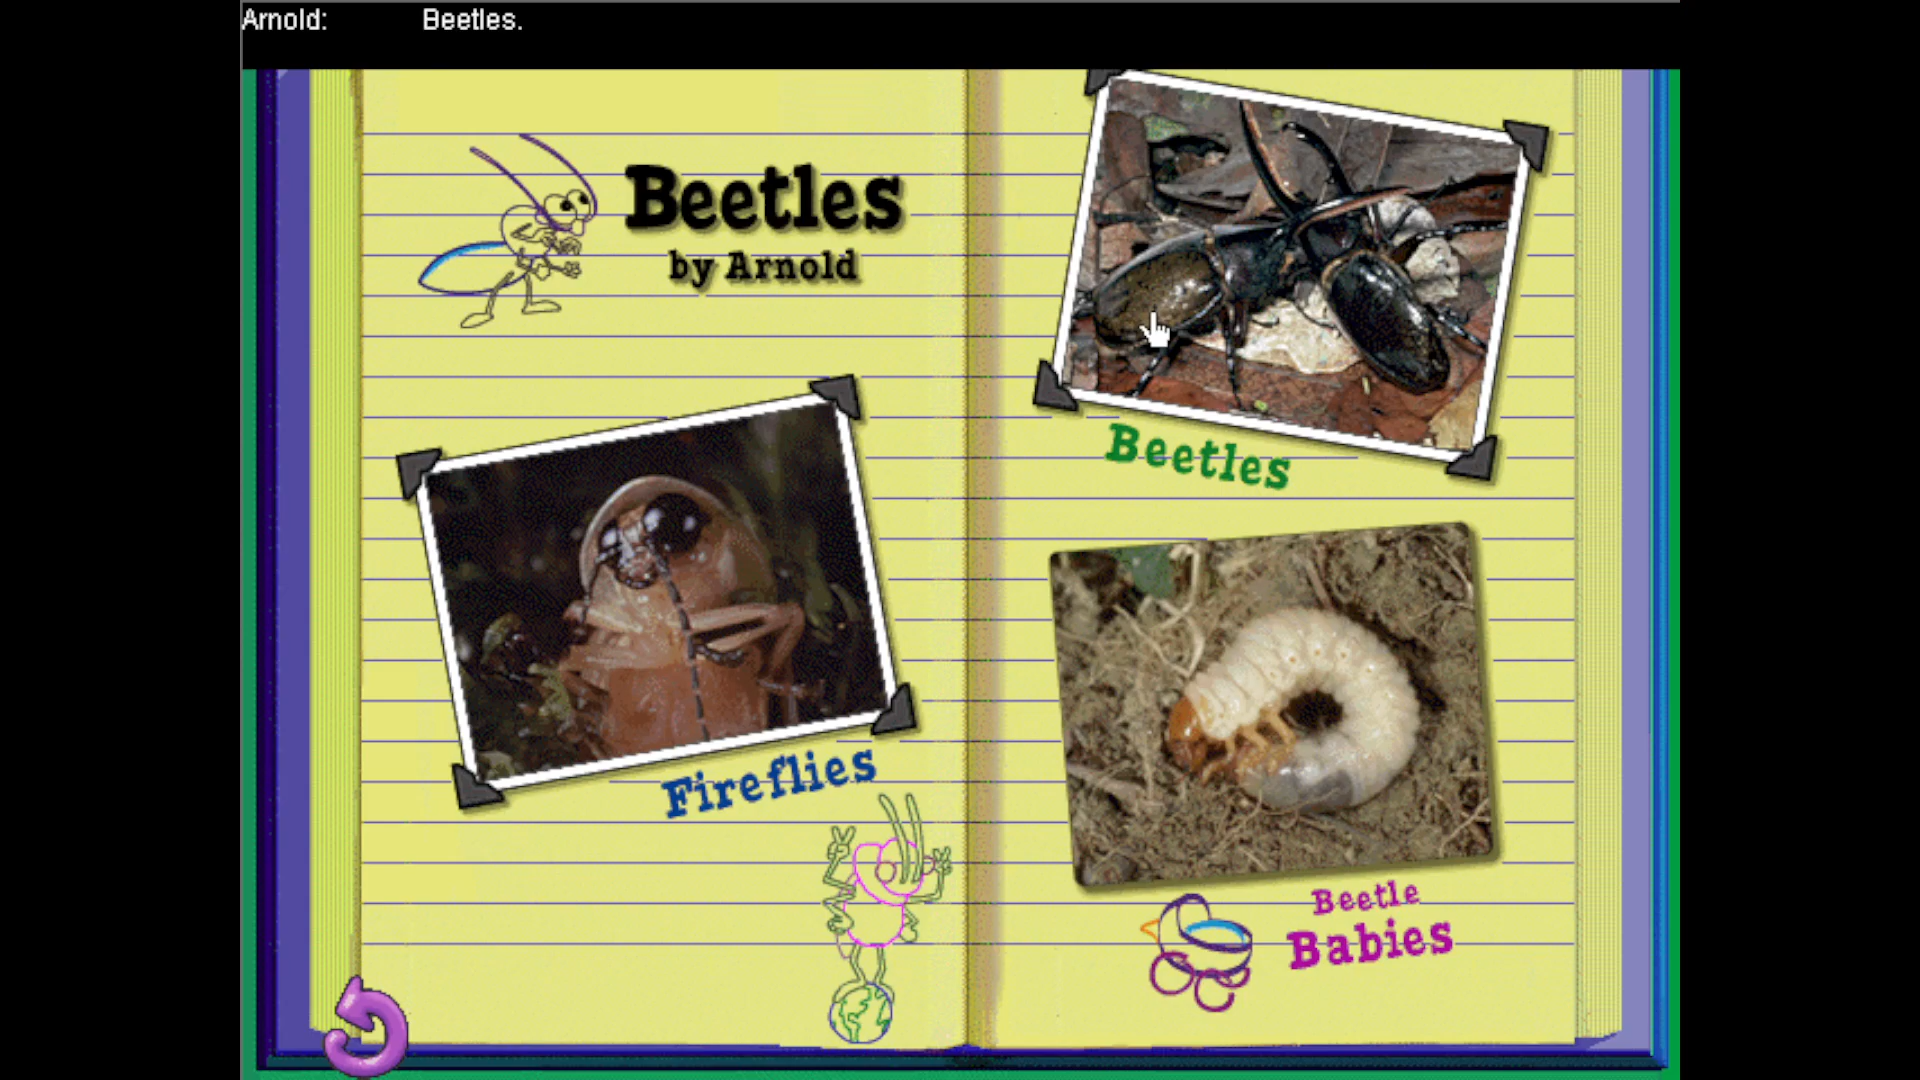 Arnold: Beetles.
Beetles
by Arnold
Beetles
Fireflies
Beetle
Babies